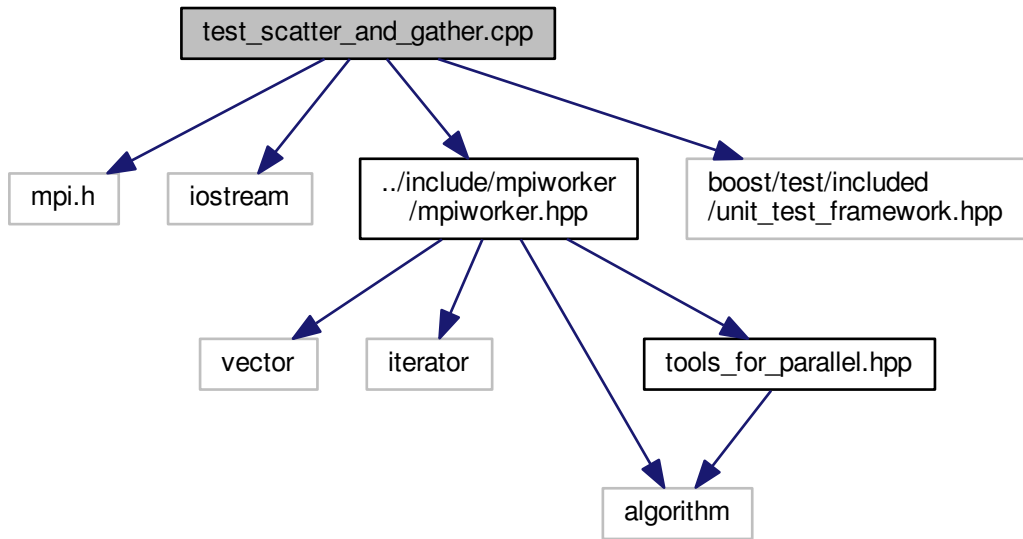 test_scatter_and_gather.cpp
mpi.h
iostream
../include/mpiworker
/mpiworker.hpp
boost/test/included
/unit_test_framework.hpp
vector
iterator
tools_for_parallel.hpp
algorithm